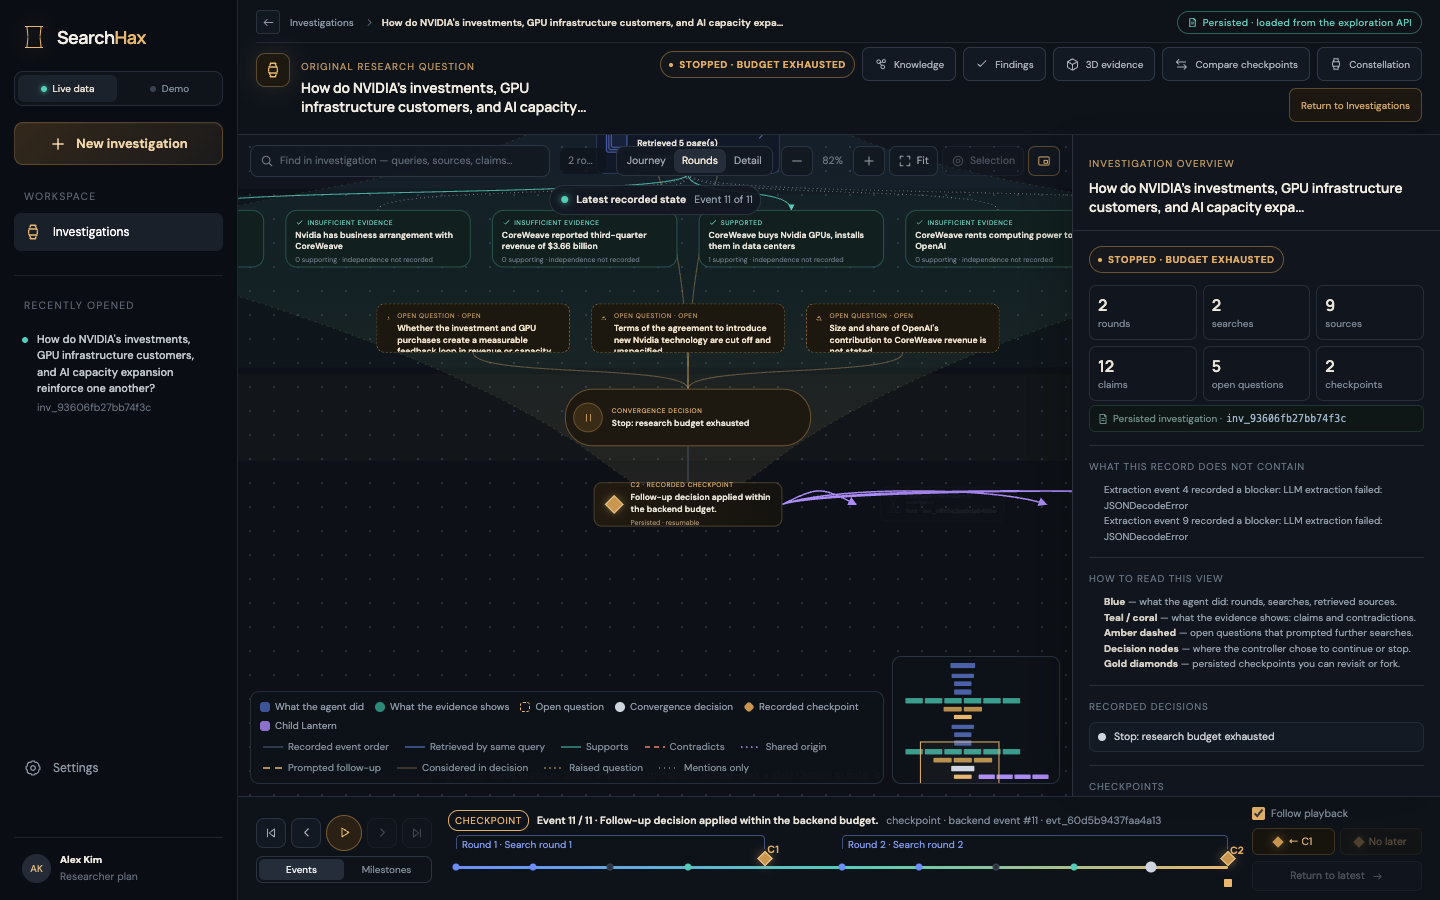 SearchHax
Live data
Demo
New investigation
WORKSPACE
Investigations
RECENTLY OPENED
How do NVIDIA's investments,
GPU infrastructure customers,
and AI capacity expansion
reinforce one another?
inv_93606fb27bb74f3c
Settings
AK
Alex Kim
Researcher plan
Investigations
How do NVIDIA's investments, GPU infrastructure customers, and AI capacity expa...
Persisted · loaded from the exploration API
ORIGINAL RESEARCH QUESTION
How do NVIDIA's investments, GPU
infrastructure customers, and AI capacity...
STOPPED · BUDGET EXHAUSTED
Knowledge
Findings
3D evidence
Compare checkpoints
Constellation
Return to Investigations
Retrieved 5 page(s)
Find in investigation — queries, sources, claims...
2 ro...
Journey
Rounds
Detail
82%
Fit
Selection
Latest recorded state Event 11 of 11
INSUFFICIENT EVIDENCE
Nvidia has business arrangement with
CoreWeave
0 supporting · independence not recorded
INSUFFICIENT EVIDENCE
CoreWeave reported third-quarter
revenue of $3.66 billion
0 supporting · independence not recorded
SUPPORTED
CoreWeave buys Nvidia GPUs, installs
them in data centers
1 supporting · independence not recorded
INSUFFICIENT EVIDENCE
CoreWeave rents computing power to
OpenAI
0 supporting · independence not recorded
OPEN QUESTION · OPEN
Whether the investment and GPU
purchases create a measurable
feedback loop in revenue or capacity
OPEN QUESTION · OPEN
Terms of the agreement to introduce
new Nvidia technology are cut off and
unspecified
OPEN QUESTION · OPEN
Size and share of OpenAI's
contribution to CoreWeave revenue is
not stated
CONVERGENCE DECISION
Stop: research budget exhausted
C2 · RECORDED CHECKPOINT
Follow-up decision applied within
the backend budget.
Persisted · resumable
What the agent did
What the evidence shows
Open question
Convergence decision
Recorded checkpoint
Child Lantern
Recorded event order
Retrieved by same query
Supports
Contradicts
Shared origin
Prompted follow-up
Considered in decision
Raised question
Mentions only
INVESTIGATION OVERVIEW
How do NVIDIA's investments, GPU infrastructure
customers, and AI capacity expa...
STOPPED · BUDGET EXHAUSTED
2
rounds
2
searches
9
sources
12
claims
5
open questions
2
checkpoints
Persisted investigation · inv_93606fb27bb74f3c
WHAT THIS RECORD DOES NOT CONTAIN
Extraction event 4 recorded a blocker: LLM extraction failed:
JSONDecodeError
Extraction event 9 recorded a blocker: LLM extraction failed:
JSONDecodeError
HOW TO READ THIS VIEW
Blue — what the agent did: rounds, searches, retrieved sources.
Teal / coral — what the evidence shows: claims and contradictions.
Amber dashed — open questions that prompted further searches.
Decision nodes — where the controller chose to continue or stop.
Gold diamonds — persisted checkpoints you can revisit or fork.
RECORDED DECISIONS
Stop: research budget exhausted
CHECKPOINTS
Events
Milestones
CHECKPOINT
Event 11 / 11 · Follow-up decision applied within the backend budget.
checkpoint · backend event #11 · evt_60d5b9437faa4a13
Round 1 · Search round 1
C1
Round 2 · Search round 2
C2
Follow playback
← C1
No later
Return to latest →